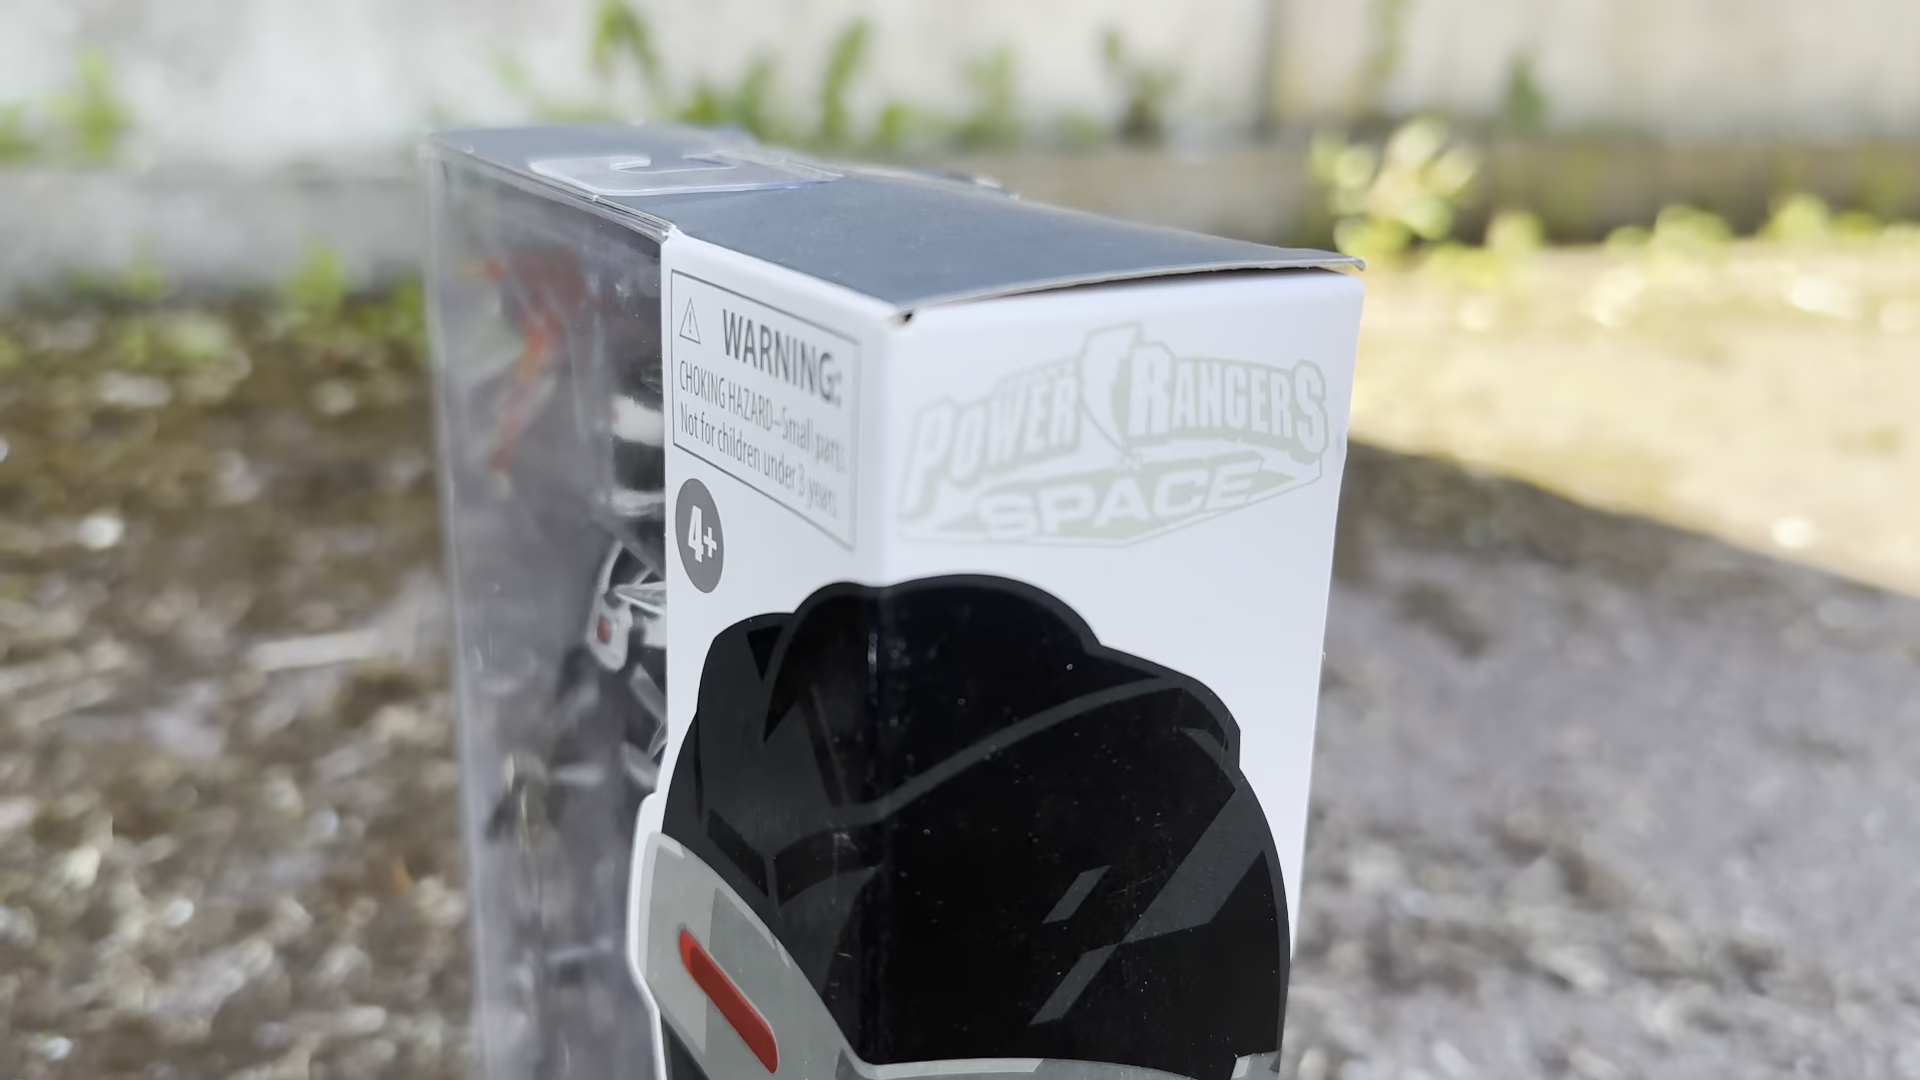 WARNING:
CHOKING HAZARD–Small parts.
Not for children under 3 years.
4+
POWER RANGERS
IN
SPACE